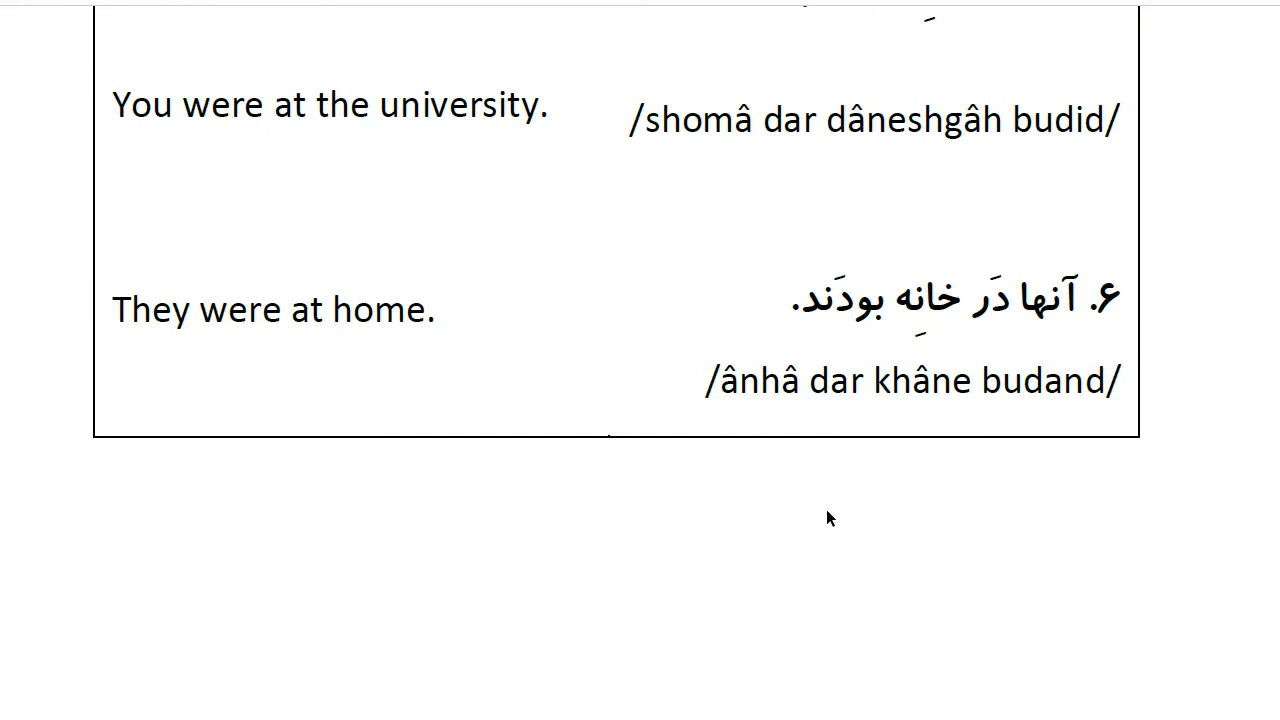 You were at the university.
/shomâ dar dâneshgâh budid/
They were at home.
۶. آنها دَر خانِه بودَند.
/ânhâ dar khâne budand/